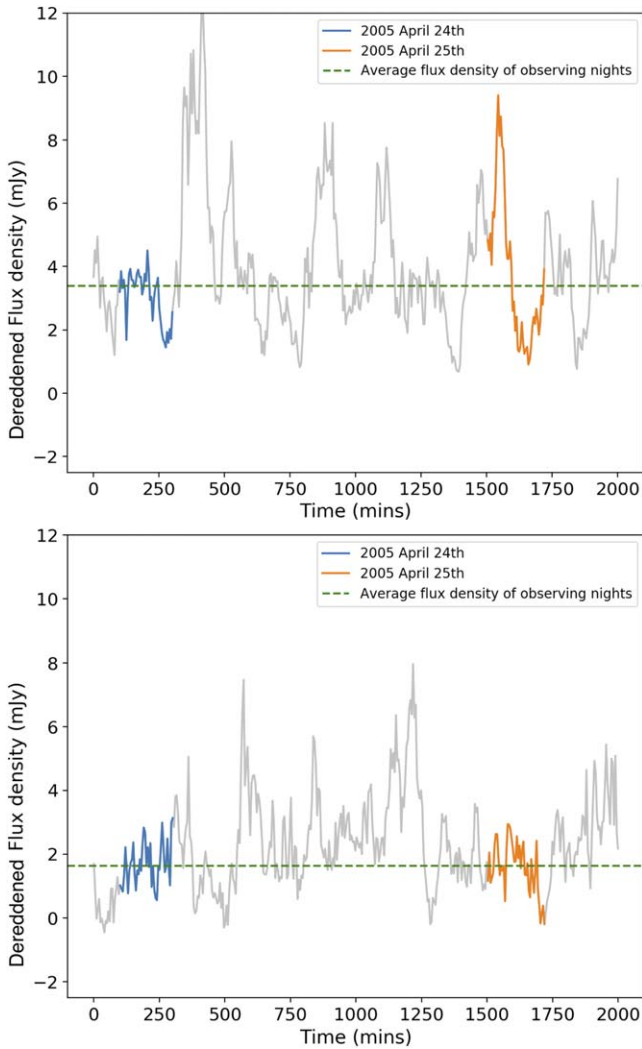 12
10
8
6
4
2
0
−2
Dereddened Flux density (mJy)
2005 April 24th
2005 April 25th
Average flux density of observing nights
0 250 500 750 1000 1250 1500 1750 2000
Time (mins)
12
10
8
6
4
2
0
−2
Dereddened Flux density (mJy)
2005 April 24th
2005 April 25th
Average flux density of observing nights
0 250 500 750 1000 1250 1500 1750 2000
Time (mins)